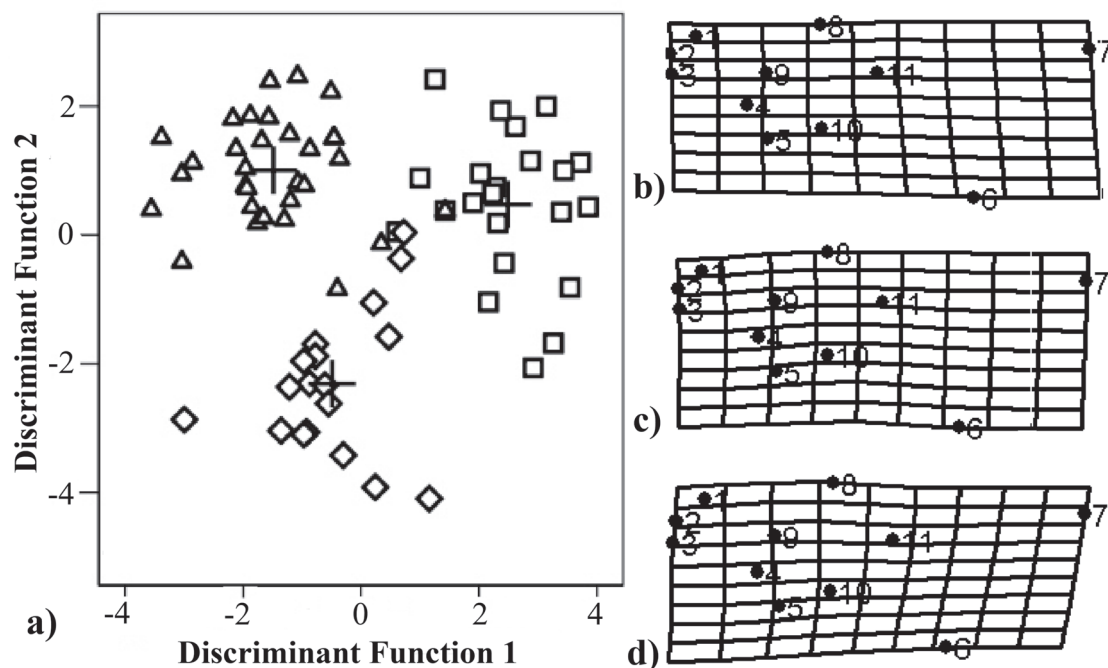 Discriminant Function 2
2
0
-2
-4
-4 -2 0 2 4
Discriminant Function 1
a)
b)
1 2 3 4 5 6 7 8 9 10 11
c)
1 2 3 4 5 6 7 8 9 10 11
d)
1 2 3 4 5 6 7 8 9 10 11